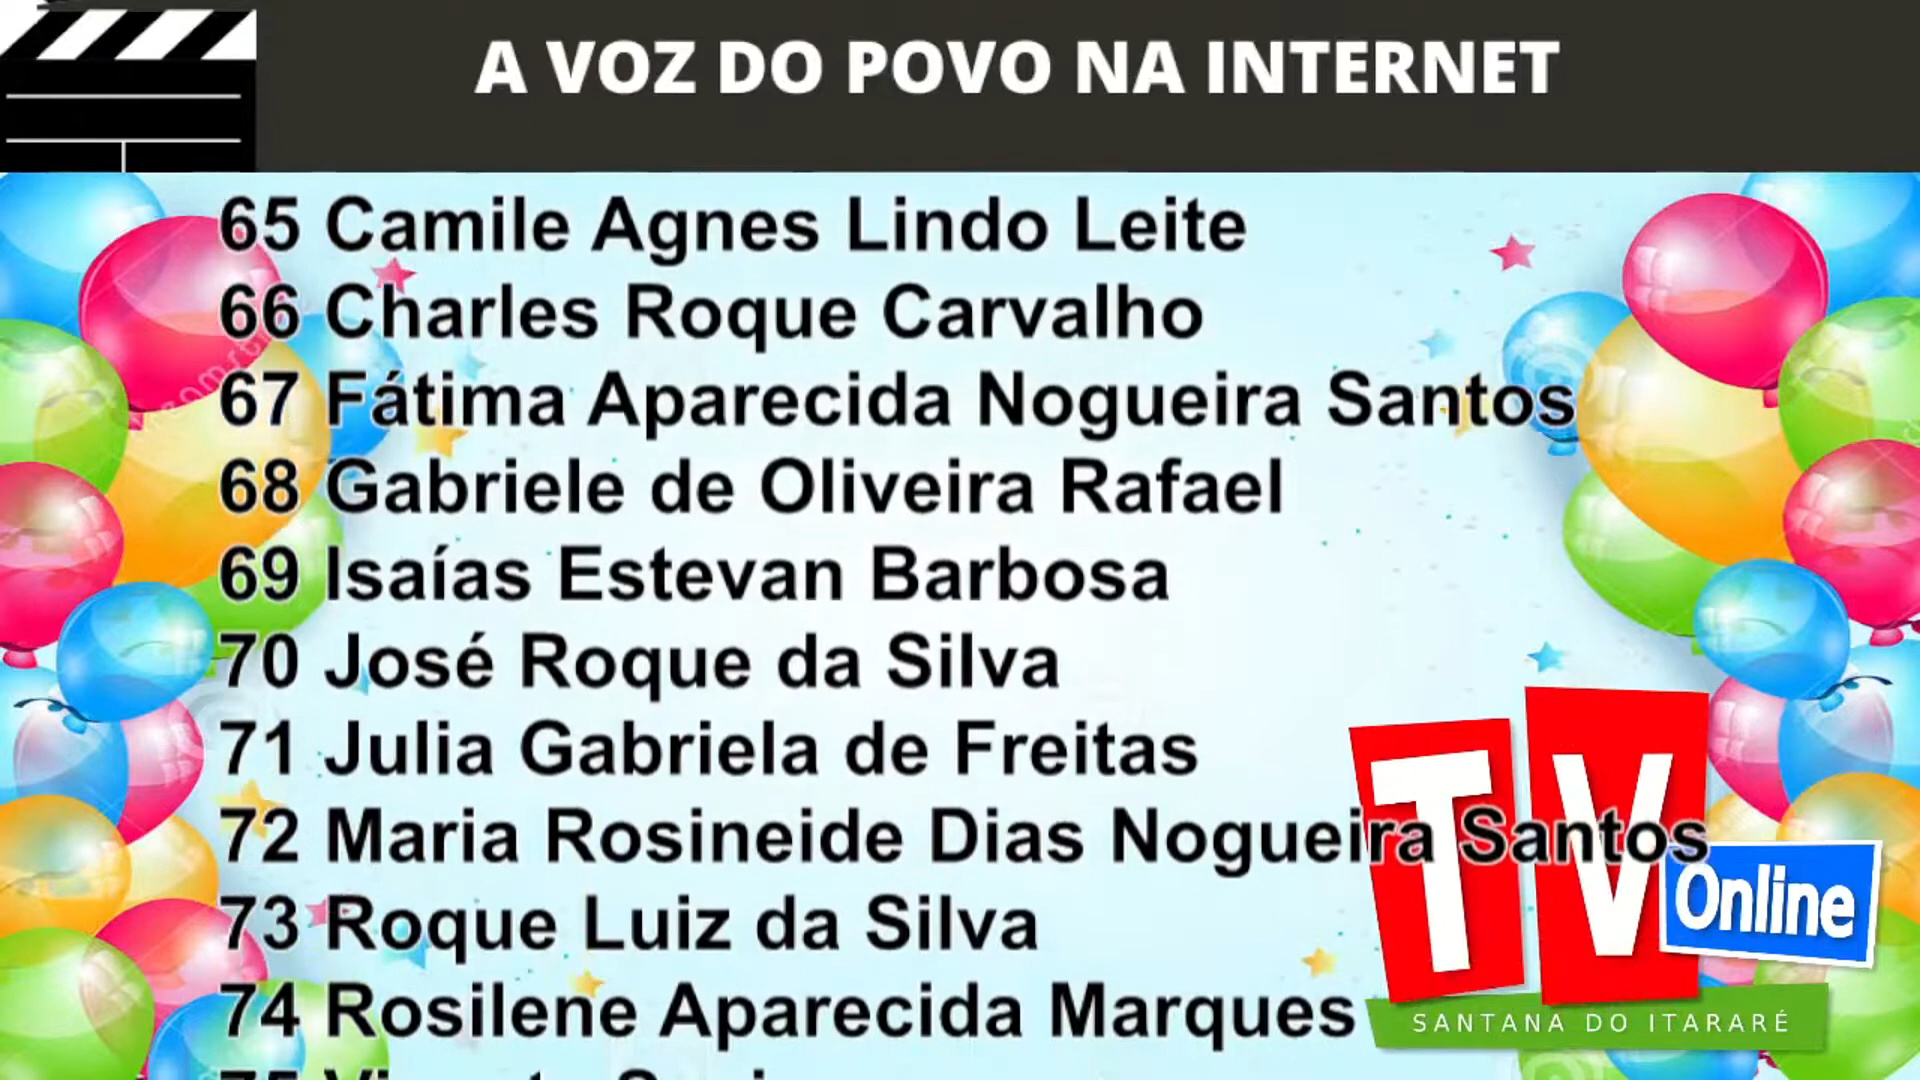 A VOZ DO POVO NA INTERNET
65 Camile Agnes Lindo Leite
66 Charles Roque Carvalho
67 Fátima Aparecida Nogueira Santos
68 Gabriele de Oliveira Rafael
69 Isaías Estevan Barbosa
70 José Roque da Silva
71 Julia Gabriela de Freitas
72 Maria Rosineide Dias Nogueira Santos
73 Roque Luiz da Silva
74 Rosilene Aparecida Marques
TV
Online
SANTANA DO ITARARÉ